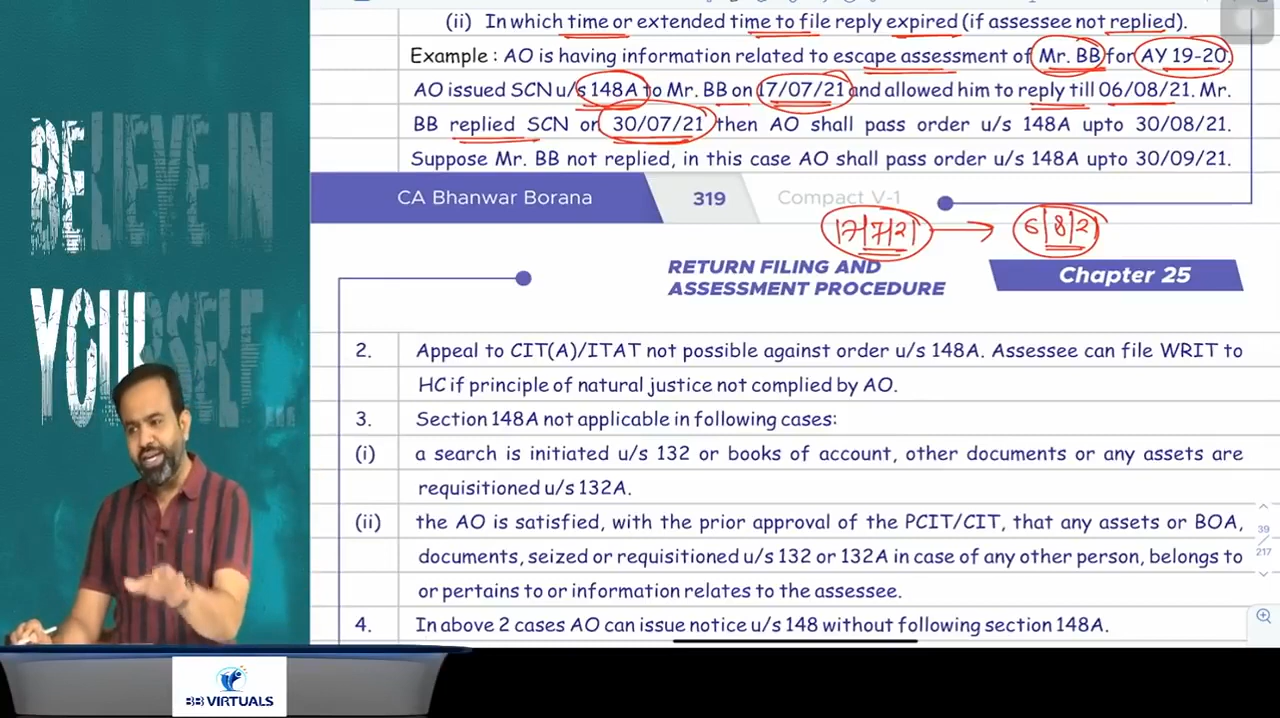 (ii) In which time or extended time to file reply expired (if assessee not replied).
Example : AO is having information related to escape assessment of Mr. BB for AY 19-20.
AO issued SCN u/s 148A to Mr. BB on 17/07/21 and allowed him to reply till 06/08/21. Mr.
BB replied SCN on 30/07/21 then AO shall pass order u/s 148A upto 30/08/21.
Suppose Mr. BB not replied, in this case AO shall pass order u/s 148A upto 30/09/21.
CA Bhanwar Borana 319 Compact V-1
17/7/21 → 6/8/21
RETURN FILING AND
ASSESSMENT PROCEDURE
Chapter 25
2. Appeal to CIT(A)/ITAT not possible against order u/s 148A. Assessee can file WRIT to
HC if principle of natural justice not complied by AO.
3. Section 148A not applicable in following cases:
(i) a search is initiated u/s 132 or books of account, other documents or any assets are
requisitioned u/s 132A.
(ii) the AO is satisfied, with the prior approval of the PCIT/CIT, that any assets or BOA,
documents, seized or requisitioned u/s 132 or 132A in case of any other person, belongs to
or pertains to or information relates to the assessee.
4. In above 2 cases AO can issue notice u/s 148 without following section 148A.
39
217
BELIEVE IN
YOURSELF...
BB VIRTUALS